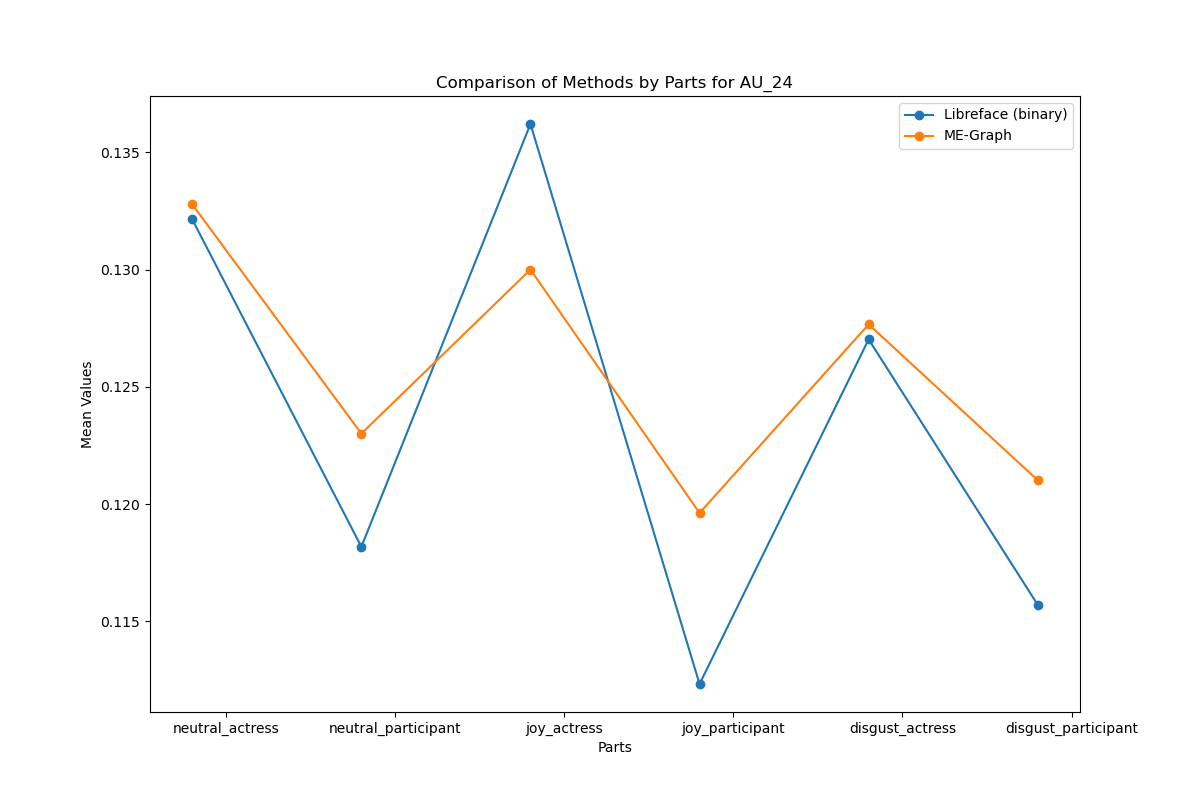 Comparison of Methods by Parts for AU_24
Libreface (binary)
ME-Graph
0.135
0.130
0.125
0.120
0.115
Mean Values
neutral_actress
neutral_participant
joy_actress
joy_participant
disgust_actress
disgust_participant
Parts